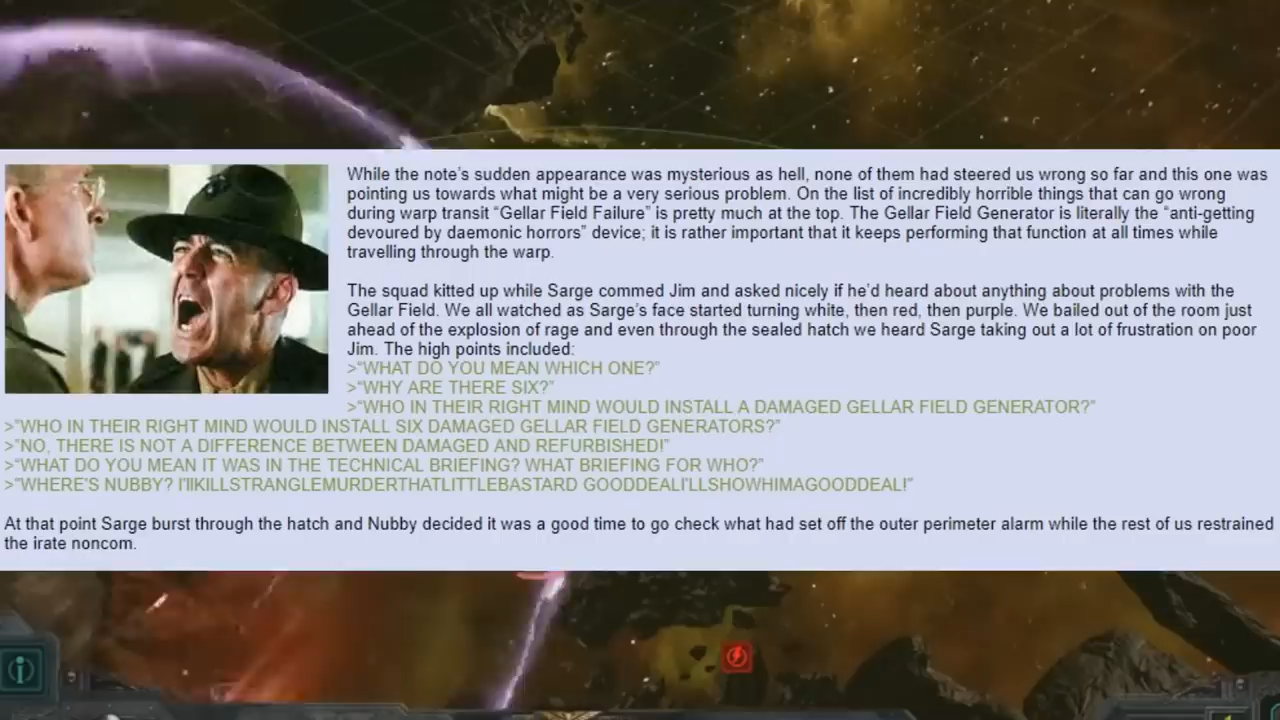 While the note's sudden appearance was mysterious as hell, none of them had steered us wrong so far and this one was
pointing us towards what might be a very serious problem. On the list of incredibly horrible things that can go wrong
during warp transit “Gellar Field Failure” is pretty much at the top. The Gellar Field Generator is literally the “anti-getting
devoured by daemonic horrors” device; it is rather important that it keeps performing that function at all times while
travelling through the warp.
The squad kitted up while Sarge commed Jim and asked nicely if he'd heard about anything about problems with the
Gellar Field. We all watched as Sarge's face started turning white, then red, then purple. We bailed out of the room just
ahead of the explosion of rage and even through the sealed hatch we heard Sarge taking out a lot of frustration on poor
Jim. The high points included:
>“WHAT DO YOU MEAN WHICH ONE?”
>“WHY ARE THERE SIX?”
>“WHO IN THEIR RIGHT MIND WOULD INSTALL A DAMAGED GELLAR FIELD GENERATOR?”
>“WHO IN THEIR RIGHT MIND WOULD INSTALL SIX DAMAGED GELLAR FIELD GENERATORS?”
>“NO, THERE IS NOT A DIFFERENCE BETWEEN DAMAGED AND REFURBISHED!”
>“WHAT DO YOU MEAN IT WAS IN THE TECHNICAL BRIEFING? WHAT BRIEFING FOR WHO?”
>“WHERE'S NUBBY? I'llKILLSTRANGLEMURDERTHATLITTLEBASTARD GOODDEALI'LLSHOWHIMAGOODDEAL!”
At that point Sarge burst through the hatch and Nubby decided it was a good time to go check what had set off the outer perimeter alarm while the rest of us restrained
the irate noncom.